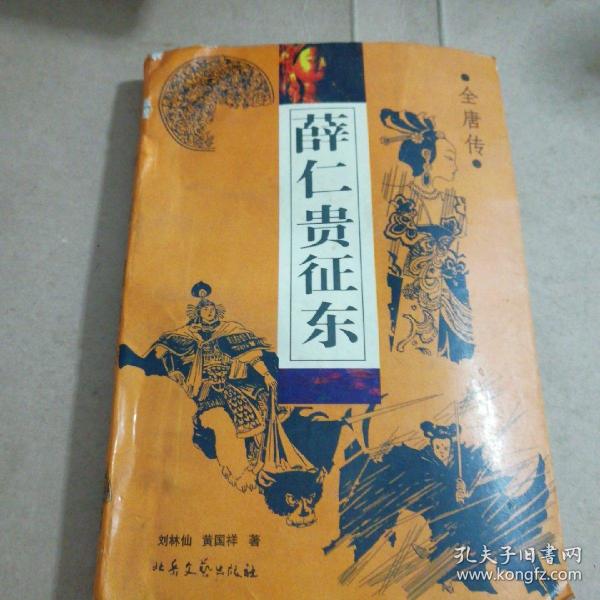 •全唐传•
薛仁贵征东
刘林仙 黄国祥 著
北岳文艺出版社
孔夫子旧书网
www.kongfz.com